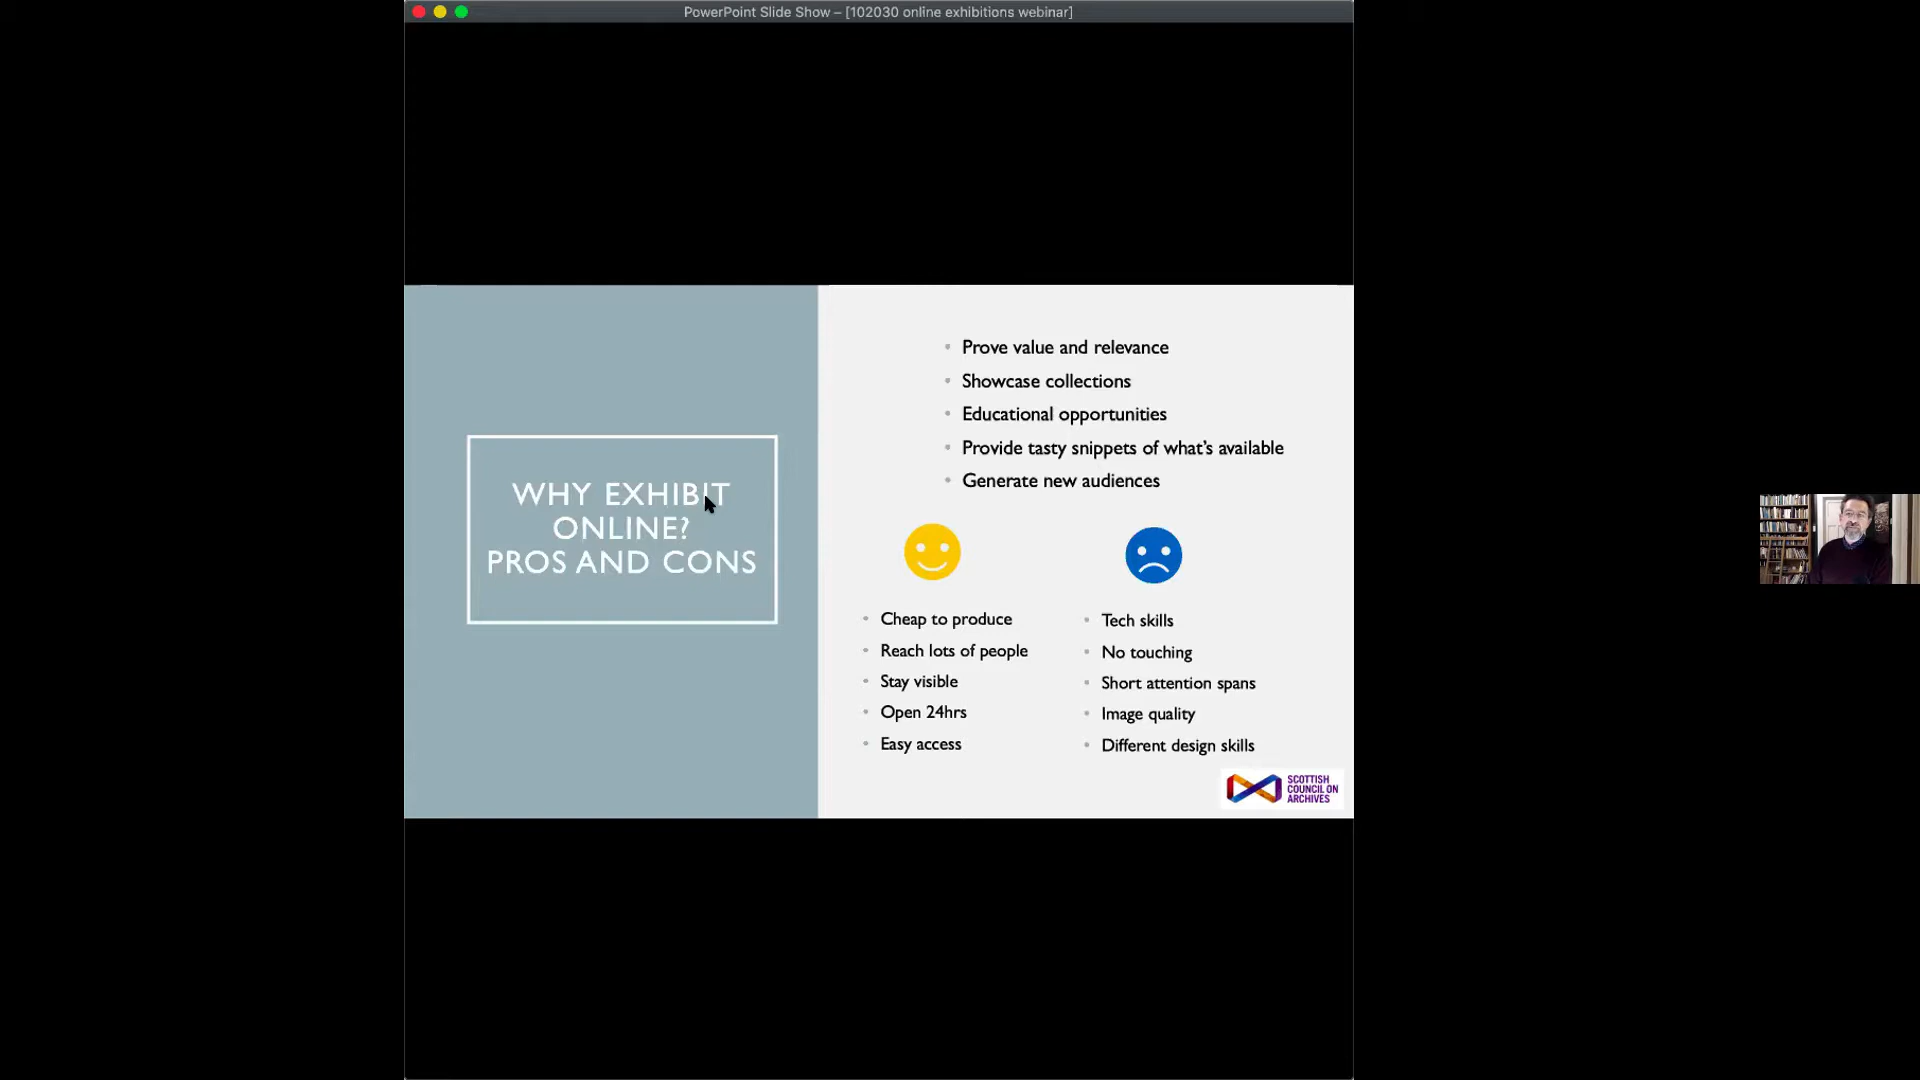 PowerPoint Slide Show – [102030 online exhibitions webinar]
WHY EXHIBIT
ONLINE?
PROS AND CONS
Prove value and relevance
Showcase collections
Educational opportunities
Provide tasty snippets of what's available
Generate new audiences
Cheap to produce
Reach lots of people
Stay visible
Open 24hrs
Easy access
Tech skills
No touching
Short attention spans
Image quality
Different design skills
SCOTTISH
COUNCIL ON
ARCHIVES